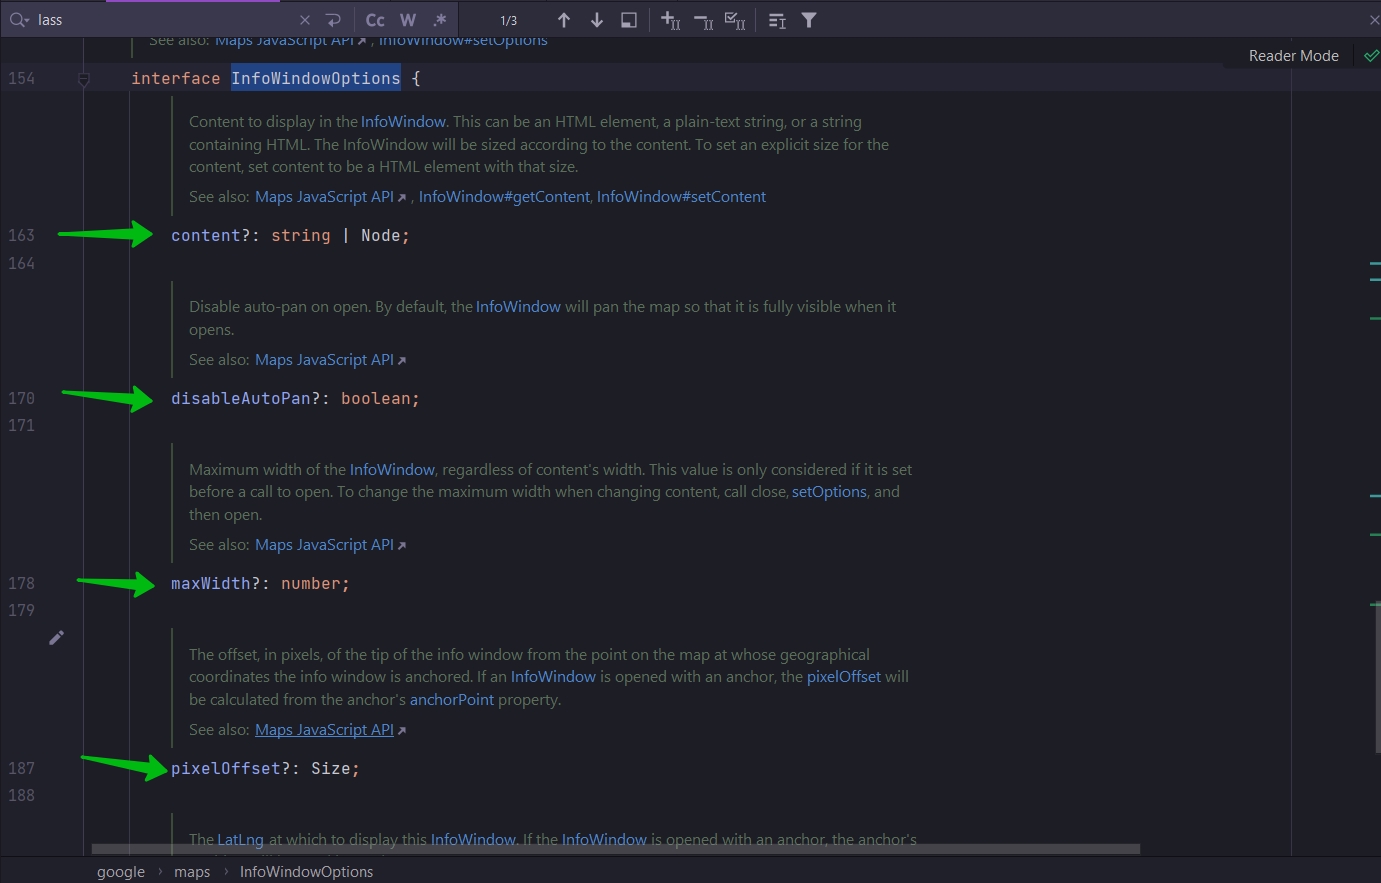 lass
Cc W .*
1/3
See also: Maps JavaScript API , InfoWindow#setOptions
Reader Mode
154 interface InfoWindowOptions {
Content to display in the InfoWindow. This can be an HTML element, a plain-text string, or a string
containing HTML. The InfoWindow will be sized according to the content. To set an explicit size for the
content, set content to be a HTML element with that size.
See also: Maps JavaScript API , InfoWindow#getContent, InfoWindow#setContent
163 content?: string | Node;
164
Disable auto-pan on open. By default, the InfoWindow will pan the map so that it is fully visible when it
opens.
See also: Maps JavaScript API
170 disableAutoPan?: boolean;
171
Maximum width of the InfoWindow, regardless of content's width. This value is only considered if it is set
before a call to open. To change the maximum width when changing content, call close, setOptions, and
then open.
See also: Maps JavaScript API
178 maxWidth?: number;
179
The offset, in pixels, of the tip of the info window from the point on the map at whose geographical
coordinates the info window is anchored. If an InfoWindow is opened with an anchor, the pixelOffset will
be calculated from the anchor's anchorPoint property.
See also: Maps JavaScript API
187 pixelOffset?: Size;
188
The LatLng at which to display this InfoWindow. If the InfoWindow is opened with an anchor, the anchor's
google › maps › InfoWindowOptions